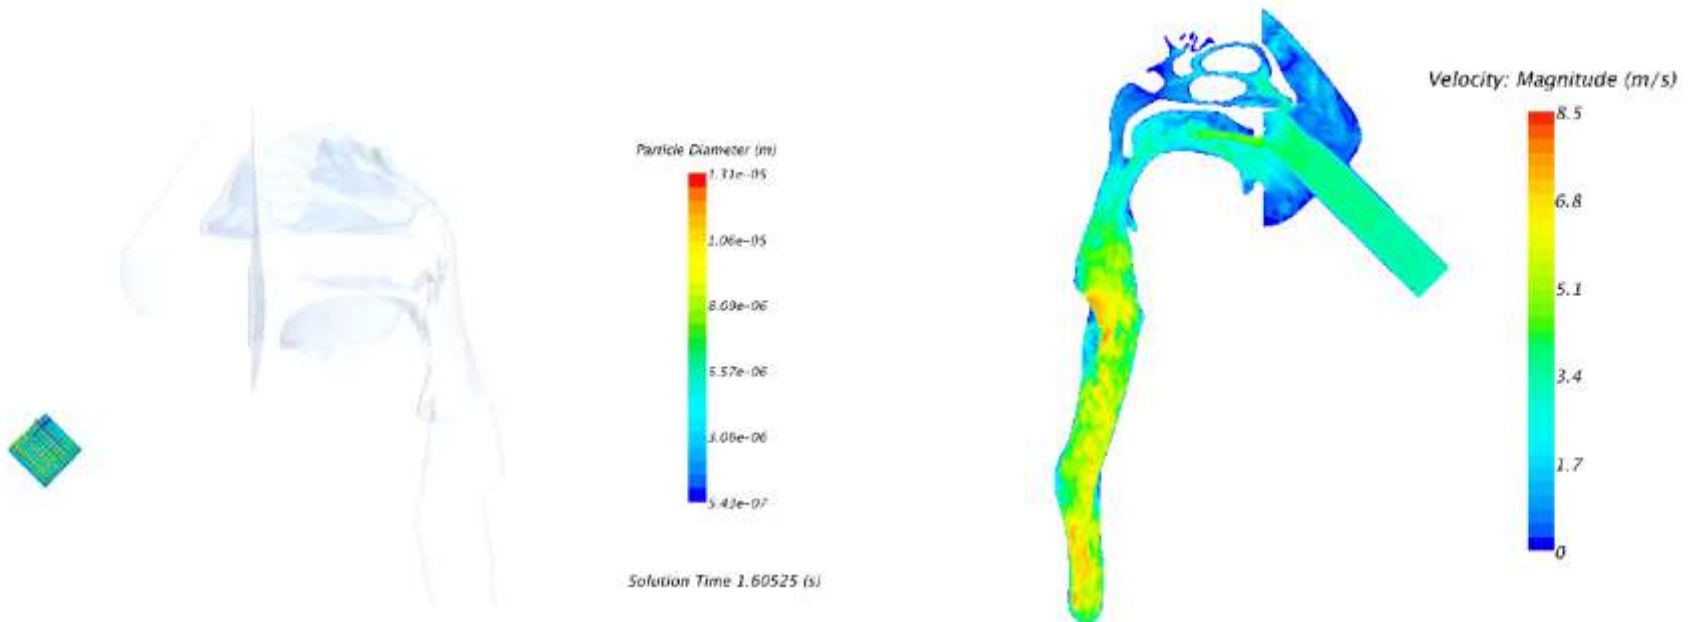 Particle Diameter (m)
1.31e-05
1.06e-05
8.09e-06
5.57e-06
3.06e-06
5.43e-07
Solution Time 1.60525 (s)
Velocity: Magnitude (m/s)
8.5
6.8
5.1
3.4
1.7
0